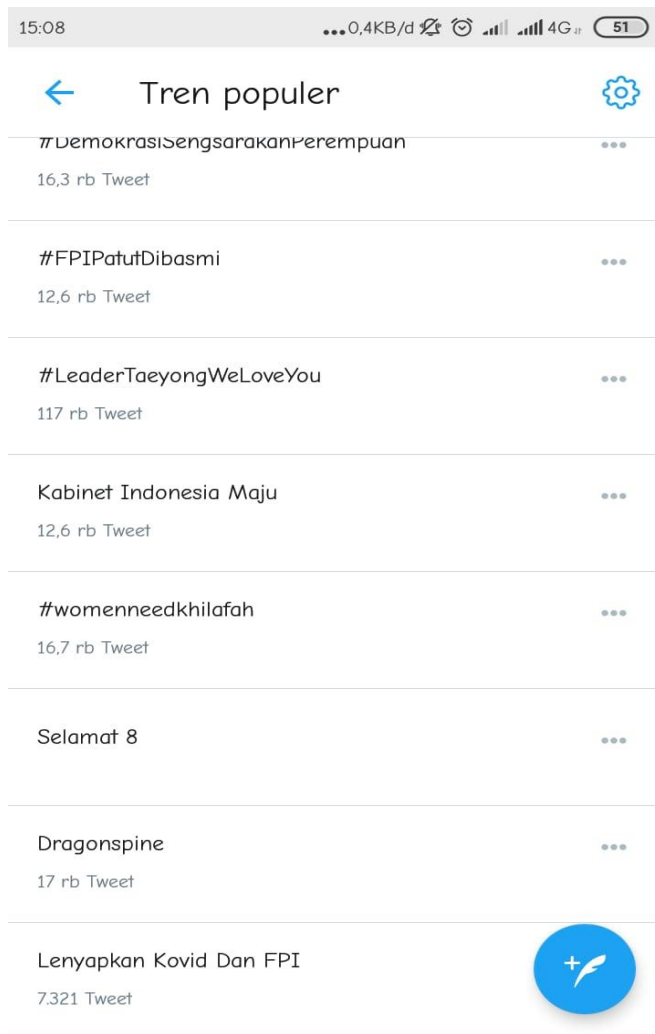 15:08
...0,4KB/d 4G 51
Tren populer
#DemokrasiSengsarakanPerempuan
16,3 rb Tweet
#FPIPatutDibasmi
12,6 rb Tweet
#LeaderTaeyongWeLoveYou
117 rb Tweet
Kabinet Indonesia Maju
12,6 rb Tweet
#womenneedkhilafah
16,7 rb Tweet
Selamat 8
Dragonspine
17 rb Tweet
Lenyapkan Kovid Dan FPI
7.321 Tweet